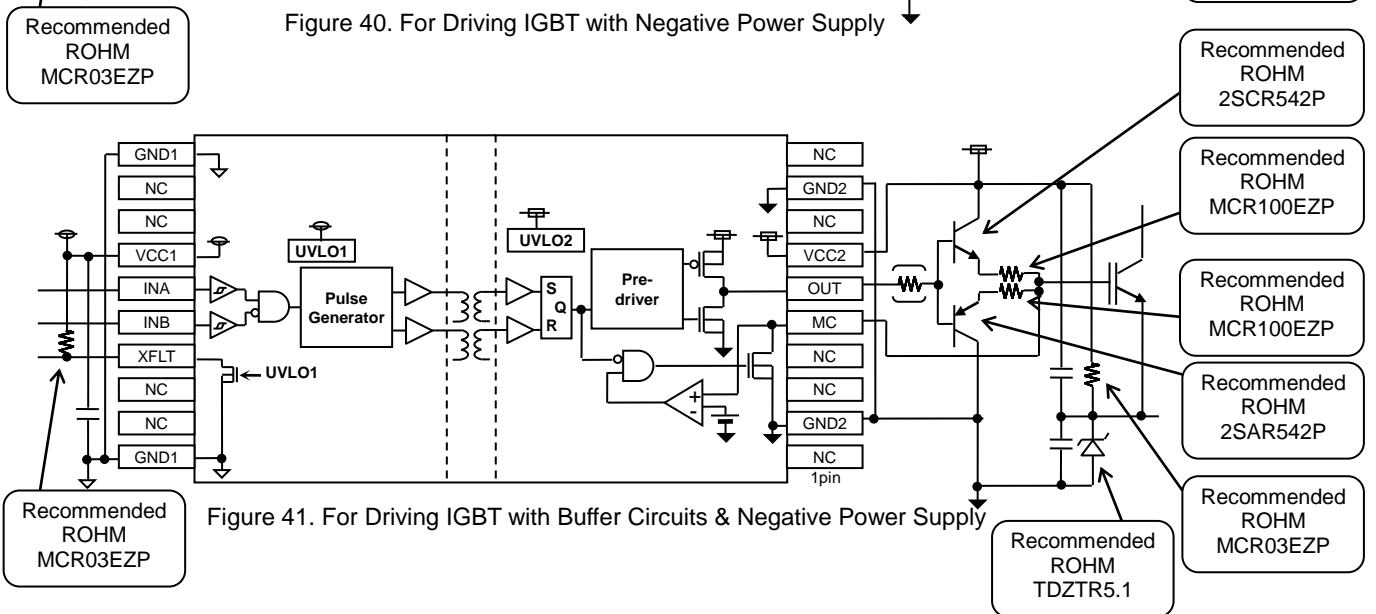 Recommended
ROHM
MCR03EZP
Figure 40. For Driving IGBT with Negative Power Supply
Recommended
ROHM
2SCR542P
Recommended
ROHM
MCR100EZP
Recommended
ROHM
MCR100EZP
Recommended
ROHM
2SAR542P
Recommended
ROHM
MCR03EZP
GND1
NC
NC
VCC1
INA
INB
XFLT
NC
NC
GND1
UVLO1
Pulse
Generator
UVLO1
UVLO2
S
Q
R
Pre-
driver
+
-
NC
GND2
NC
VCC2
OUT
MC
NC
NC
GND2
NC
1pin
Recommended
ROHM
MCR03EZP
Figure 41. For Driving IGBT with Buffer Circuits & Negative Power Supply
Recommended
ROHM
TDZTR5.1